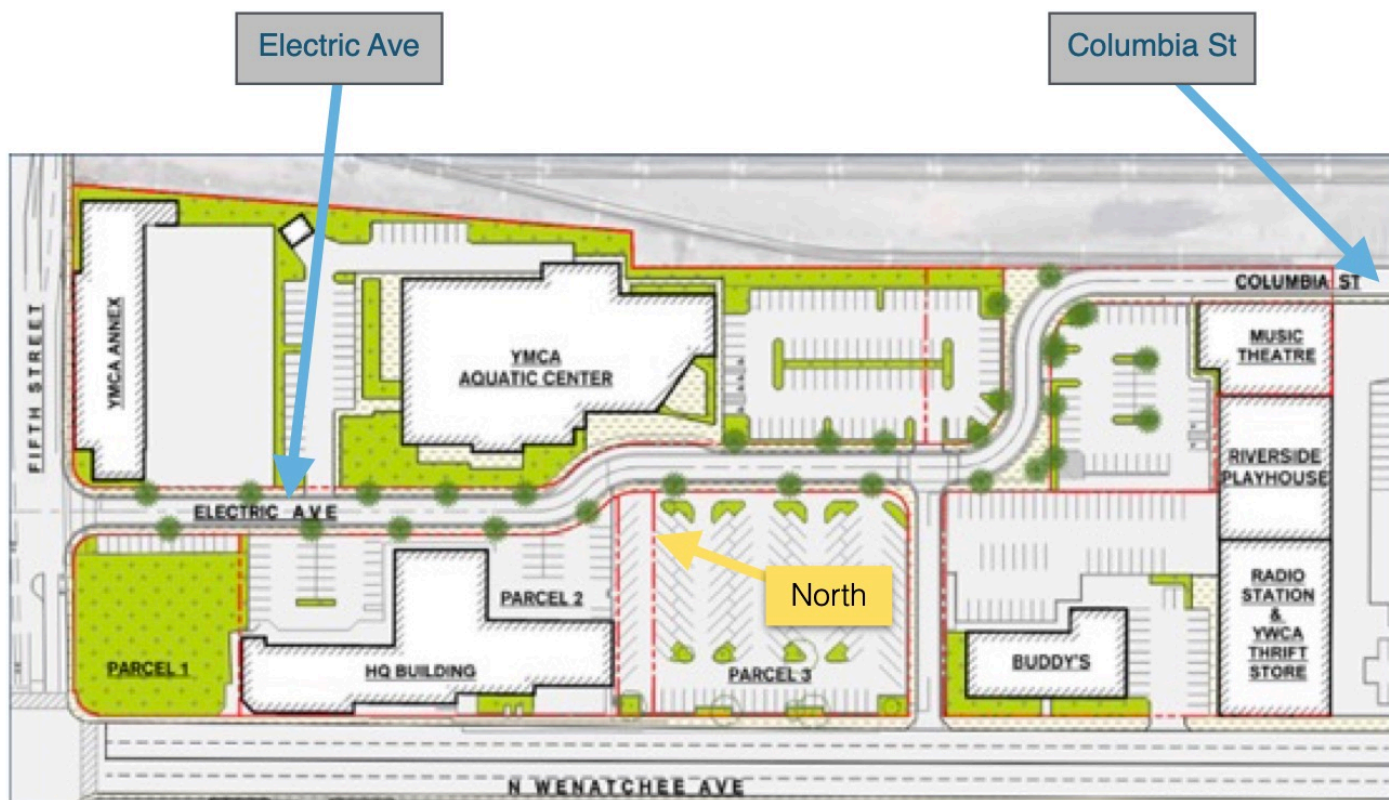 Electric Ave
Columbia St
COLUMBIA ST
FIFTH STREET
YMCA ANNEX
YMCA
AQUATIC CENTER
MUSIC
THEATRE
RIVERSIDE
PLAYHOUSE
ELECTRIC AVE
North
PARCEL 1
HQ BUILDING
PARCEL 2
PARCEL 3
BUDDY'S
RADIO
STATION
&
YWCA
THRIFT
STORE
N WENATCHEE AVE